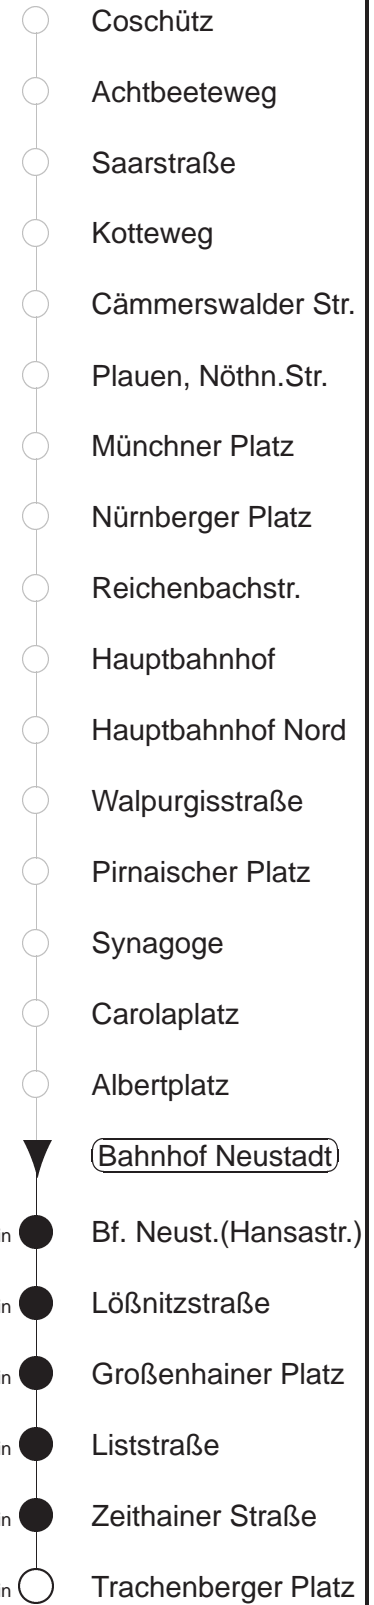 Coschütz
Achtbeeteweg
Saarstraße
Kotteweg
Cämmerswalder Str.
Plauen, Nöthn.Str.
Münchner Platz
Nürnberger Platz
Reichenbachstr.
Hauptbahnhof
Hauptbahnhof Nord
Walpurgisstraße
Pirnaischer Platz
Synagoge
Carolaplatz
Albertplatz
Bahnhof Neustadt
Bf. Neust.(Hansastr.)
Lößnitzstraße
Großenhainer Platz
Liststraße
Zeithainer Straße
Trachenberger Platz